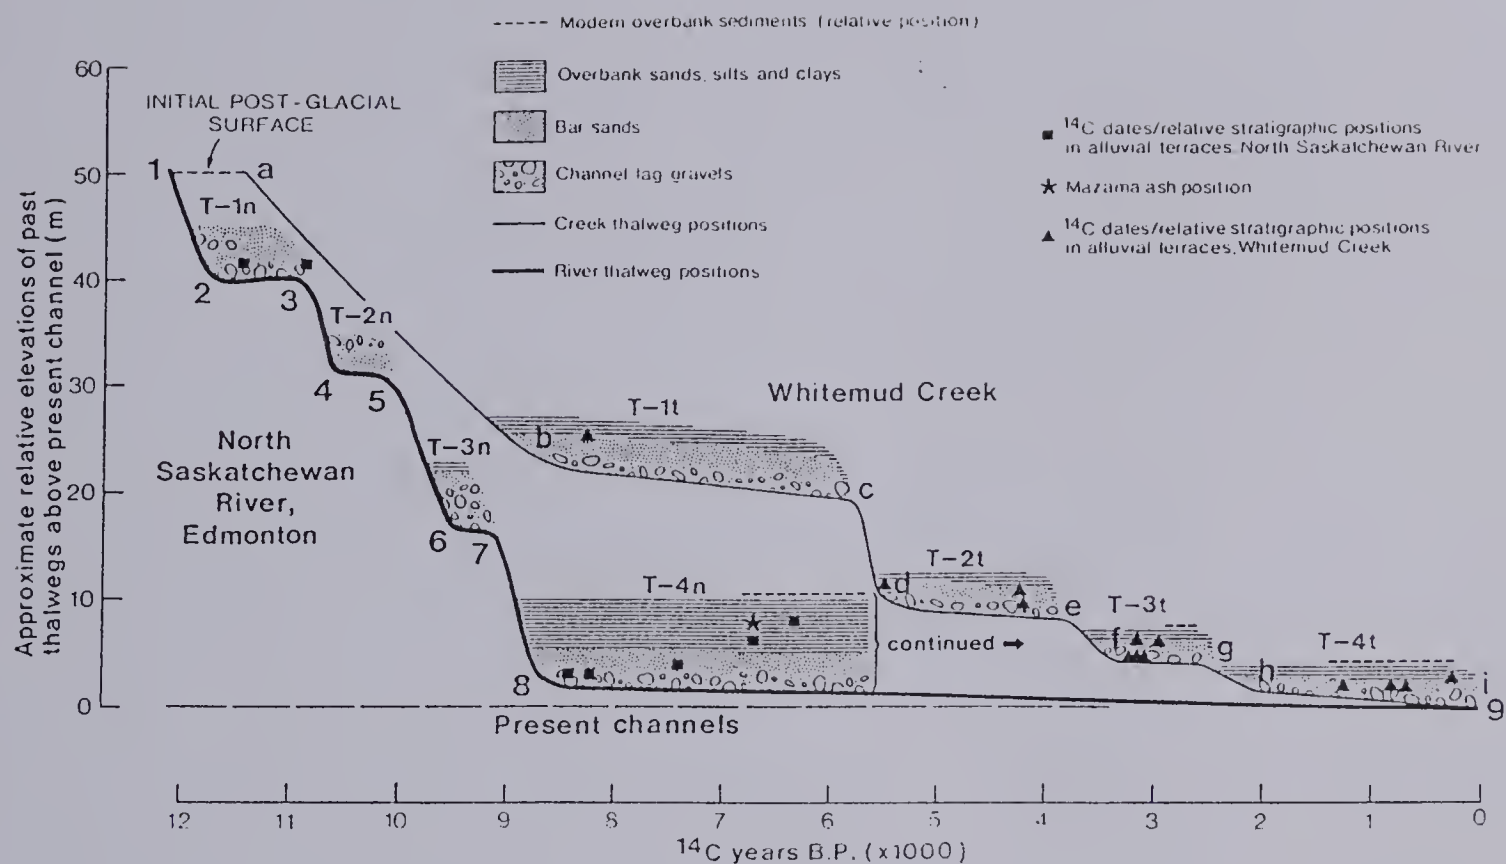 Modern overbank sediments (relative position)
Overbank sands, silts and clays
Bar sands
Channel lag gravels
Creek thalweg positions
River thalweg positions
14C dates/relative stratigraphic positions
in alluvial terraces, North Saskatchewan River
Mazama ash position
14C dates/relative stratigraphic positions
in alluvial terraces, Whitemud Creek
Approximate relative elevations of past
thalwegs above present channel (m)
60
50
40
30
20
10
0
INITIAL POST-GLACIAL
SURFACE
1
a
T-1n
2
3
T-2n
4
5
T-3n
6
7
North
Saskatchewan
River,
Edmonton
Whitemud Creek
T-1t
b
c
T-4n
8
continued →
T-2t
d
e
T-3t
f
g
T-4t
h
i
9
Present channels
12 11 10 9 8 7 6 5 4 3 2 1 0
14C years B.P. (x1000)